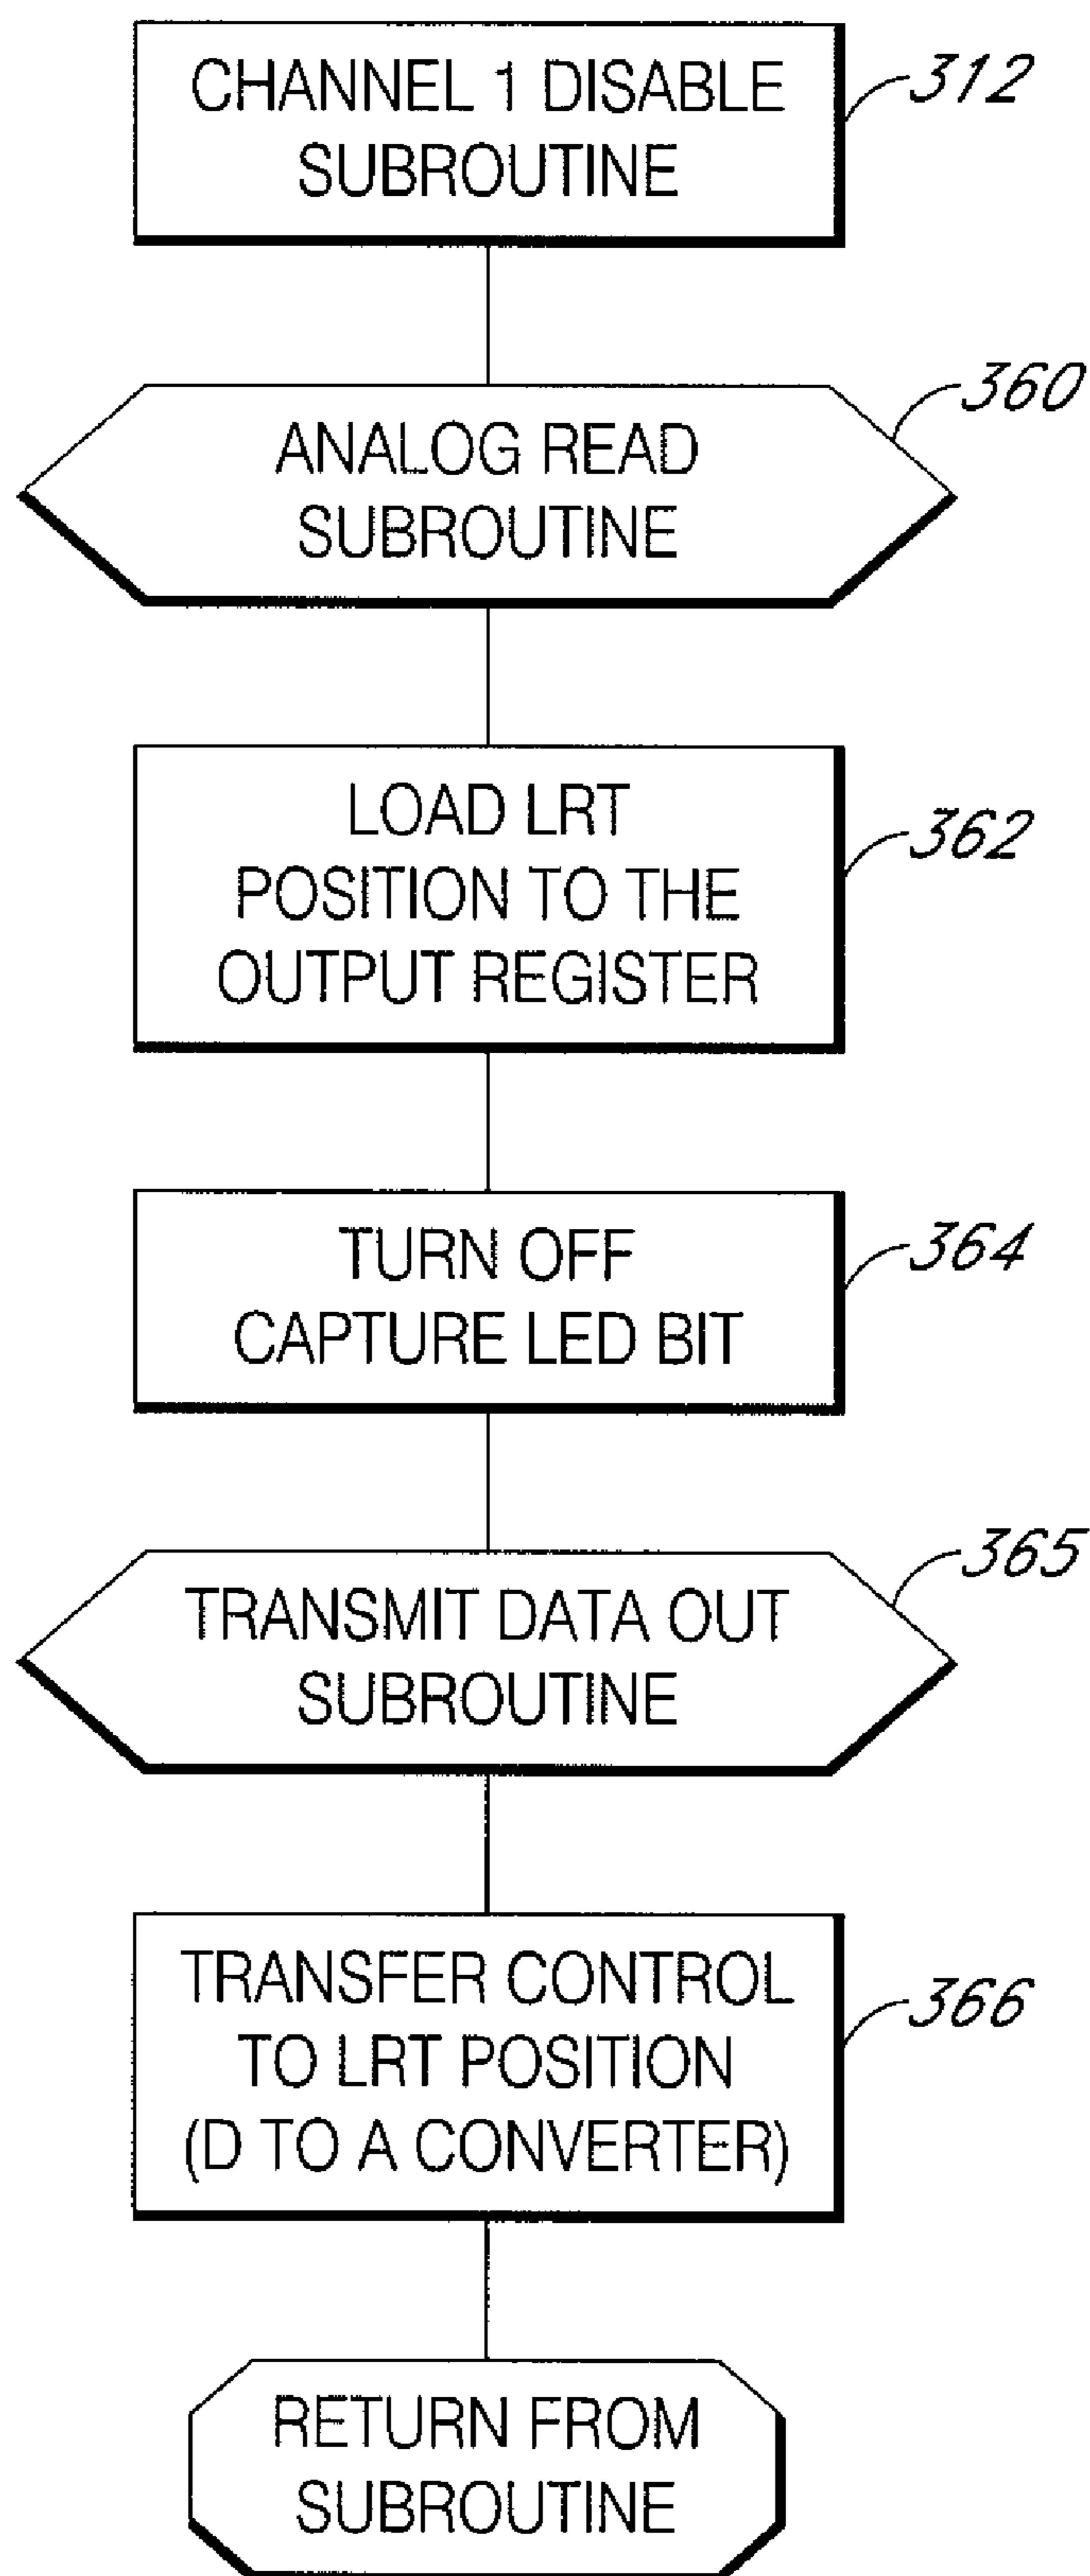 CHANNEL 1 DISABLE
SUBROUTINE
312
ANALOG READ
SUBROUTINE
360
LOAD LRT
POSITION TO THE
OUTPUT REGISTER
362
TURN OFF
CAPTURE LED BIT
364
TRANSMIT DATA OUT
SUBROUTINE
365
TRANSFER CONTROL
TO LRT POSITION
(D TO A CONVERTER)
366
RETURN FROM
SUBROUTINE